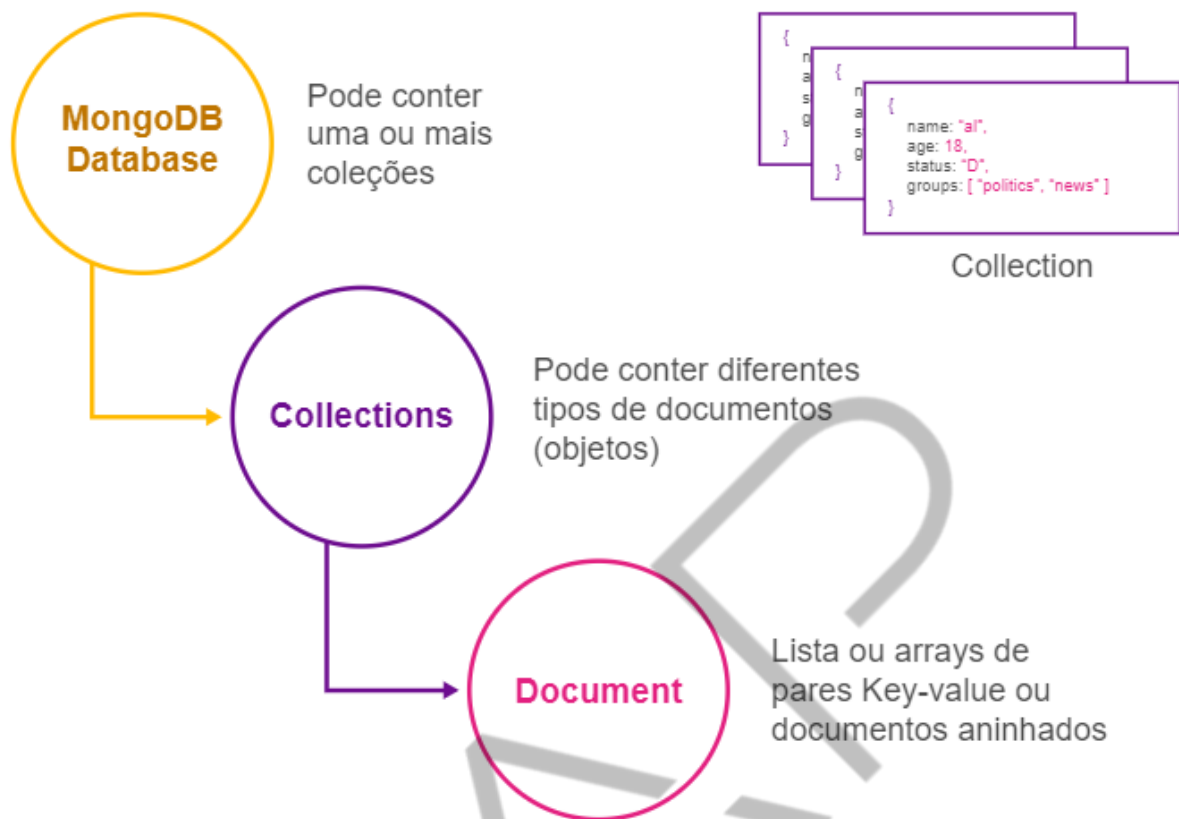 MongoDB
Database
Pode conter
uma ou mais
coleções
{
n
a
s
g
}
{
n
a
s
g
}
{
name: "al",
age: 18,
status: "D",
groups: [ "politics", "news" ]
}
Collection
Collections
Pode conter diferentes
tipos de documentos
(objetos)
Document
Lista ou arrays de
pares Key-value ou
documentos aninhados